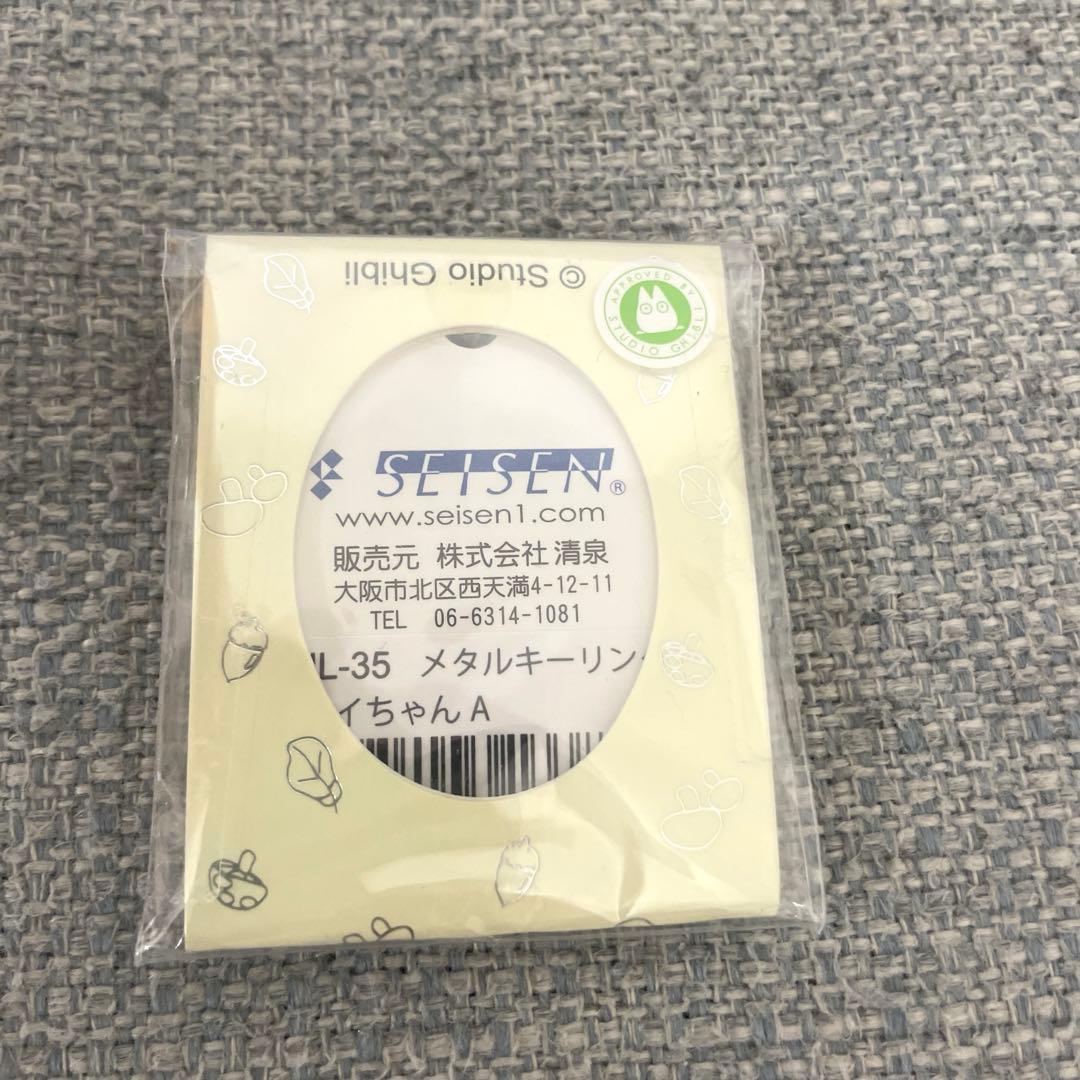 © Studio Ghibli
APPROVED BY
STUDIO GHIBLI
SEISEN®
www.seisen1.com
販売元 株式会社 清泉
大阪市北区西天満4-12-11
TEL 06-6314-1081
L-35 メタルキーリン
イちゃん A